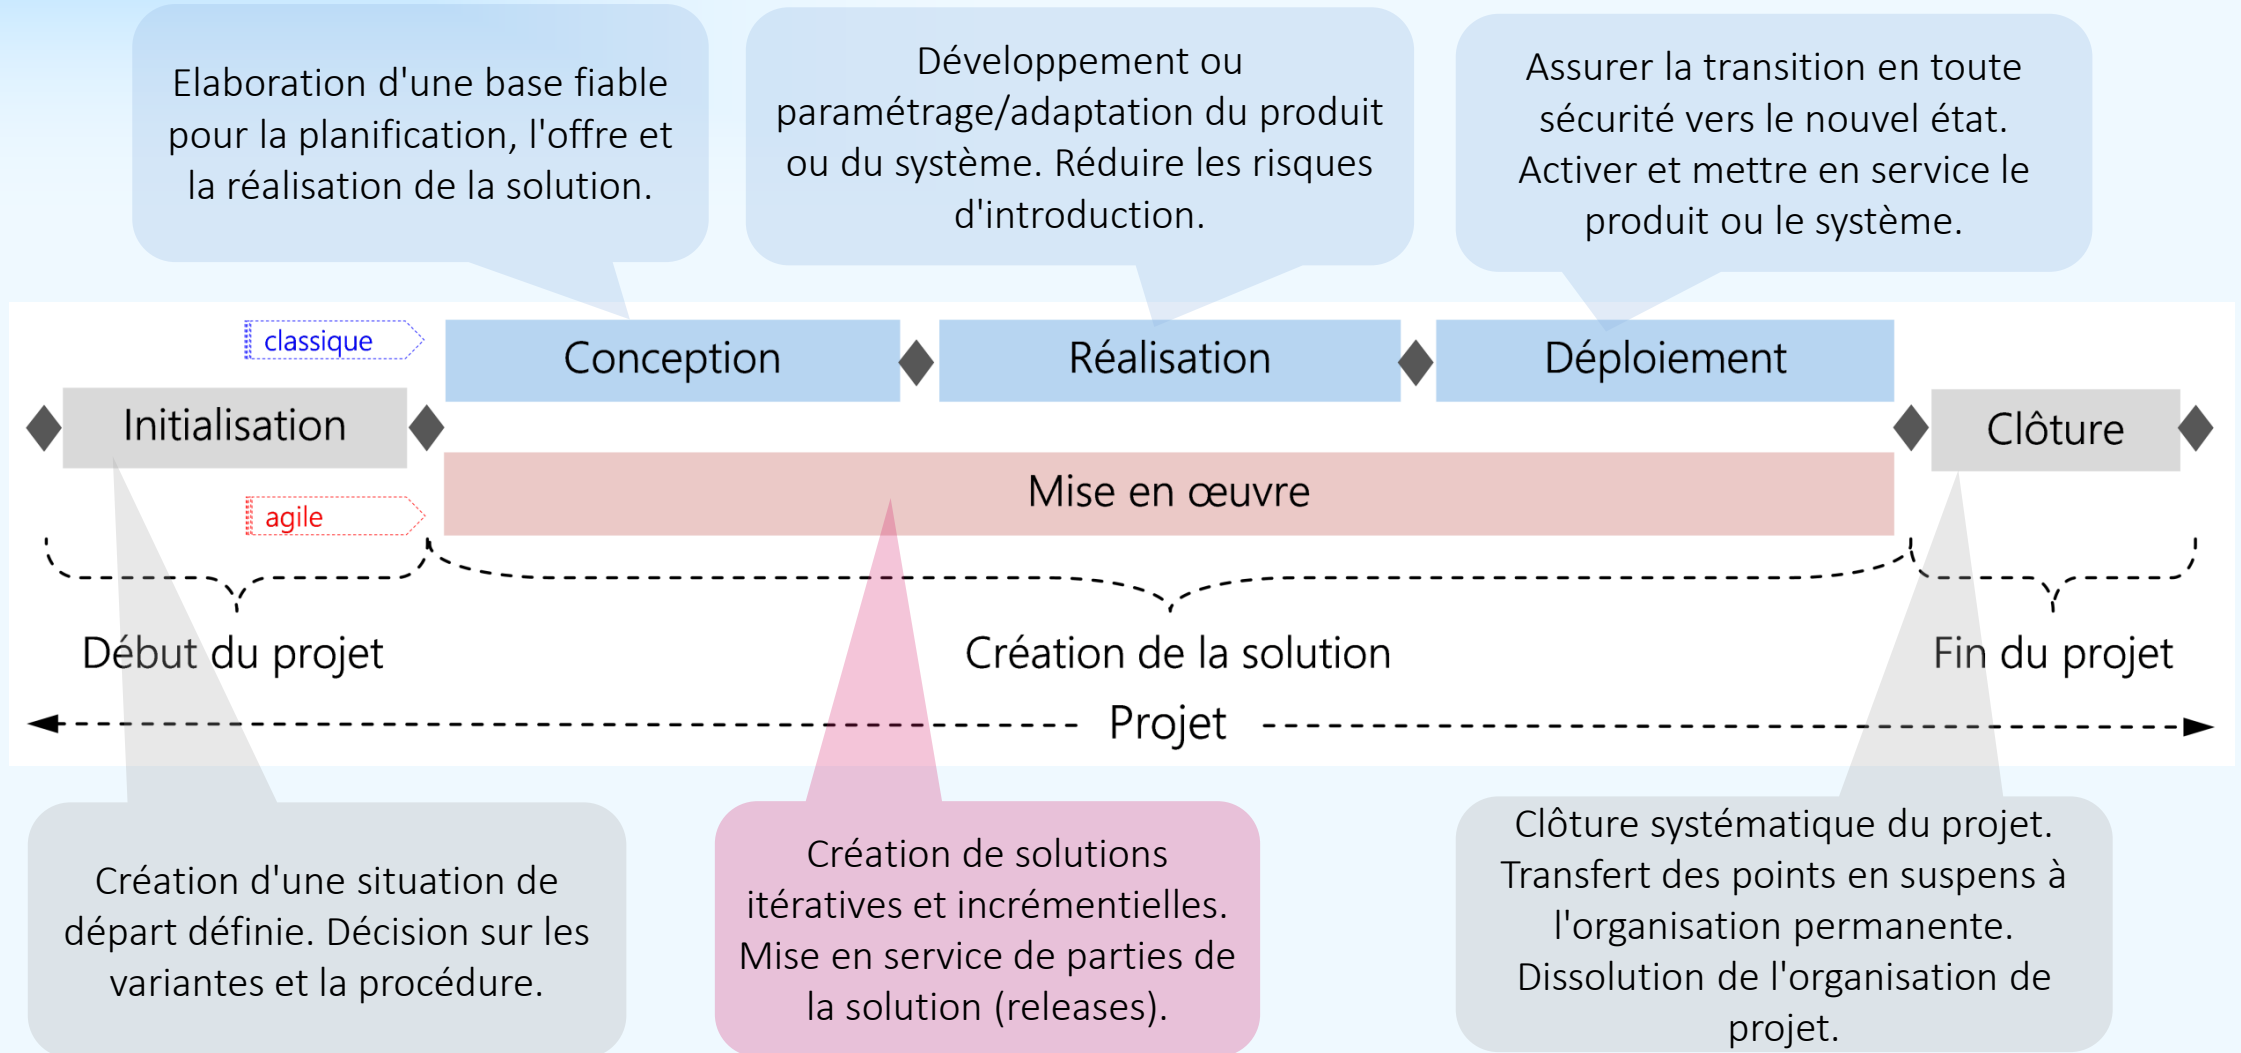 Elaboration d'une base fiable
pour la planification, l'offre et
la réalisation de la solution.
Développement ou
paramétrage/adaptation du produit
ou du système. Réduire les risques
d'introduction.
Assurer la transition en toute
sécurité vers le nouvel état.
Activer et mettre en service le
produit ou le système.
classique
Conception
Réalisation
Déploiement
Initialisation
Clôture
Mise en œuvre
agile
Début du projet
Création de la solution
Fin du projet
Projet
Création d'une situation de
départ définie. Décision sur les
variantes et la procédure.
Création de solutions
itératives et incrémentielles.
Mise en service de parties de
la solution (releases).
Clôture systématique du projet.
Transfert des points en suspens à
l'organisation permanente.
Dissolution de l'organisation de
projet.